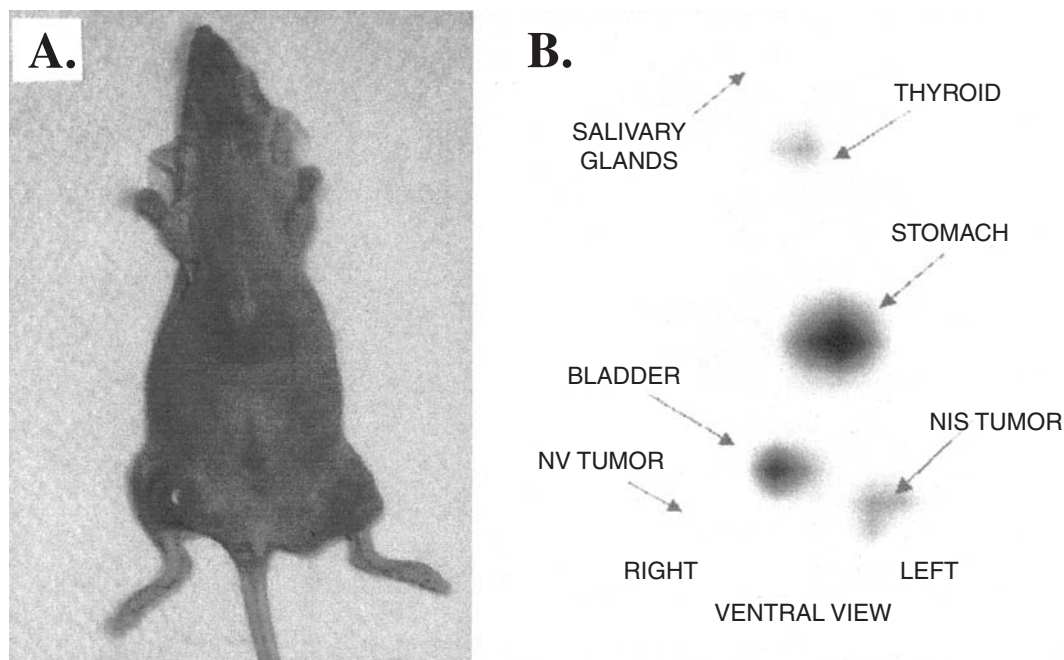 A.
B.
THYROID
SALIVARY
GLANDS
STOMACH
BLADDER
NIS TUMOR
NV TUMOR
RIGHT
LEFT
VENTRAL VIEW